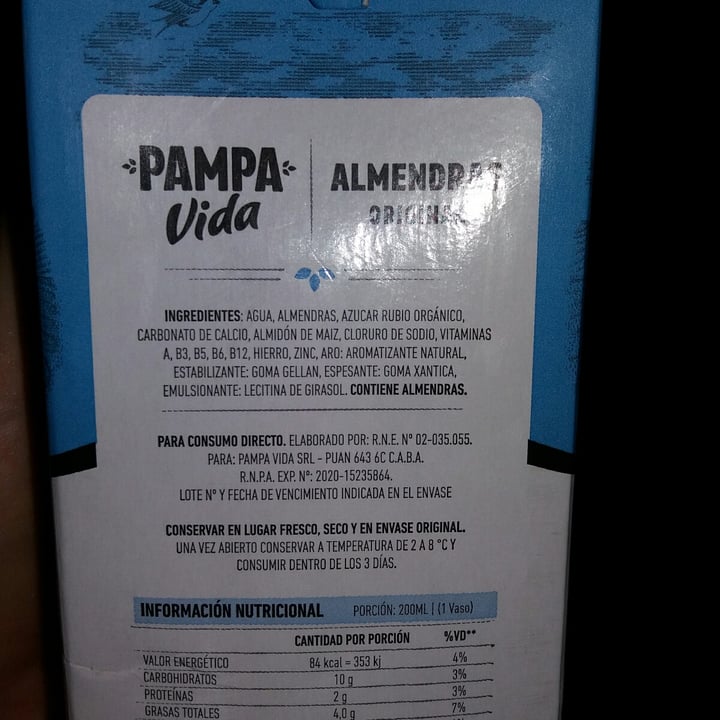 PAMPA
Vida
ALMENDRAS
ORIGINAL
INGREDIENTES: AGUA, ALMENDRAS, AZUCAR RUBIO ORGÁNICO,
CARBONATO DE CALCIO, ALMIDÓN DE MAIZ, CLORURO DE SODIO, VITAMINAS
A, B3, B5, B6, B12, HIERRO, ZINC, ARO: AROMATIZANTE NATURAL,
ESTABILIZANTE: GOMA GELLAN, ESPESANTE: GOMA XANTICA,
EMULSIONANTE: LECITINA DE GIRASOL. CONTIENE ALMENDRAS.
PARA CONSUMO DIRECTO. ELABORADO POR: R.N.E. Nº 02-035.055.
PARA: PAMPA VIDA SRL - PUAN 643 6C C.A.B.A.
R.N.P.A. EXP. Nº: 2020-15235864.
LOTE Nº Y FECHA DE VENCIMIENTO INDICADA EN EL ENVASE
CONSERVAR EN LUGAR FRESCO, SECO Y EN ENVASE ORIGINAL.
UNA VEZ ABIERTO CONSERVAR A TEMPERATURA DE 2 A 8 °C Y
CONSUMIR DENTRO DE LOS 3 DÍAS.
INFORMACIÓN NUTRICIONAL PORCIÓN: 200ML | (1 Vaso)
CANTIDAD POR PORCIÓN %VD**
VALOR ENERGÉTICO 84 kcal = 353 kj 4%
CARBOHIDRATOS 10 g 3%
PROTEÍNAS 2 g 3%
GRASAS TOTALES 4,0 g 7%